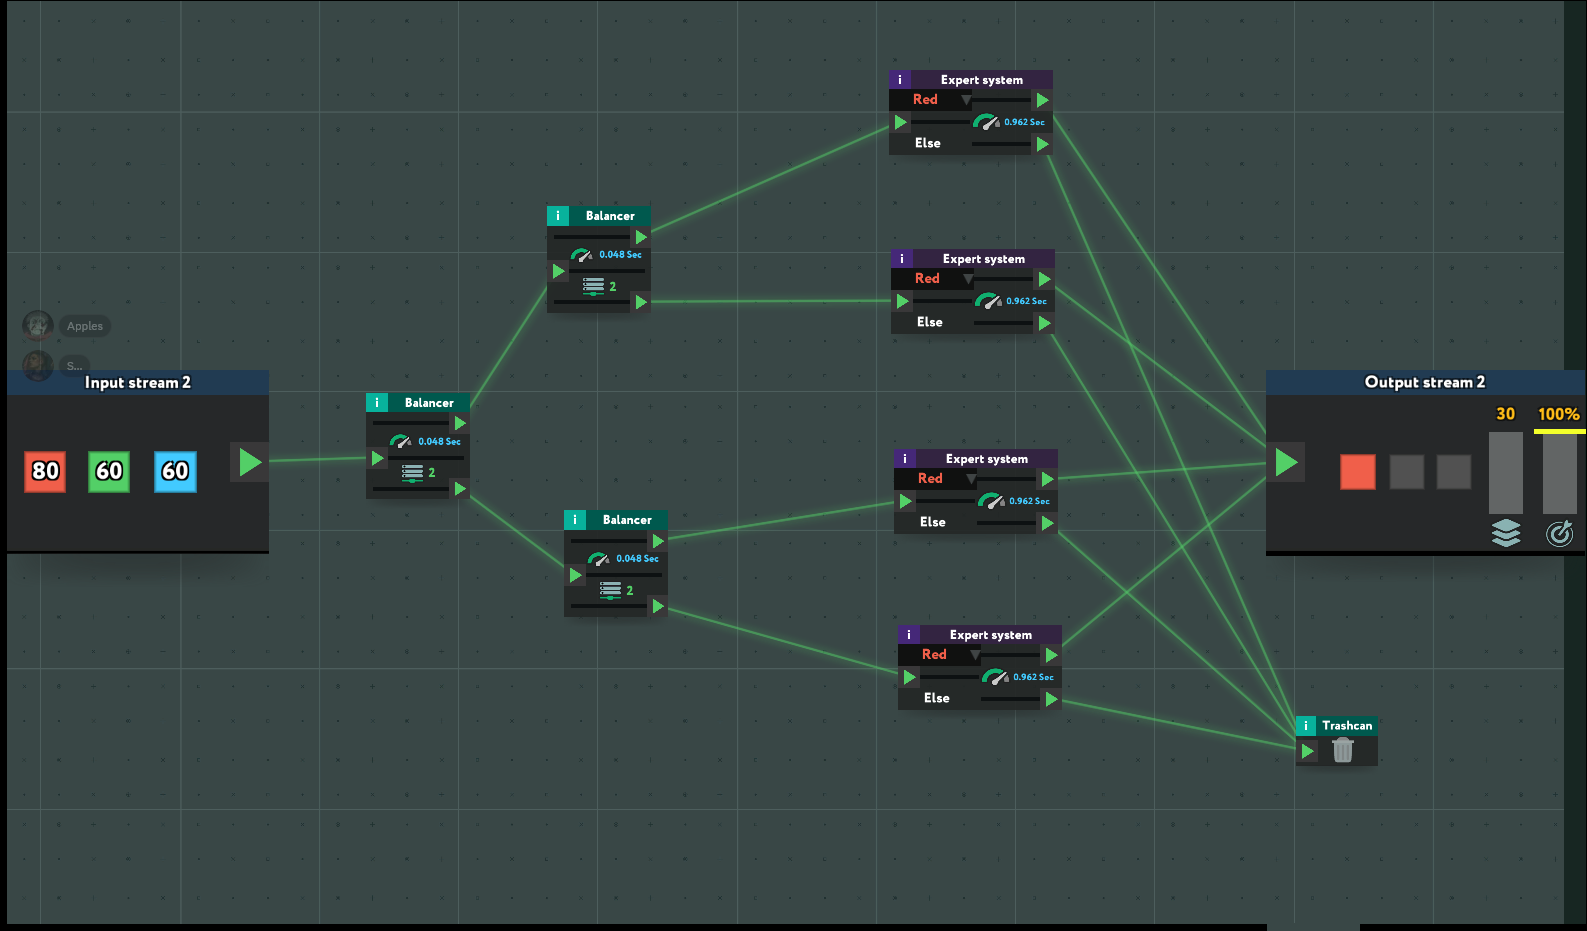 i Expert system
Red
0.962 Sec
Else
i Balancer
0.048 Sec
2
i Expert system
Red
0.962 Sec
Else
Apples
S...
Input stream 2
80 60 60
i Balancer
0.048 Sec
2
Output stream 2
30 100%
i Expert system
Red
0.962 Sec
Else
i Balancer
0.048 Sec
2
i Expert system
Red
0.962 Sec
Else
i Trashcan